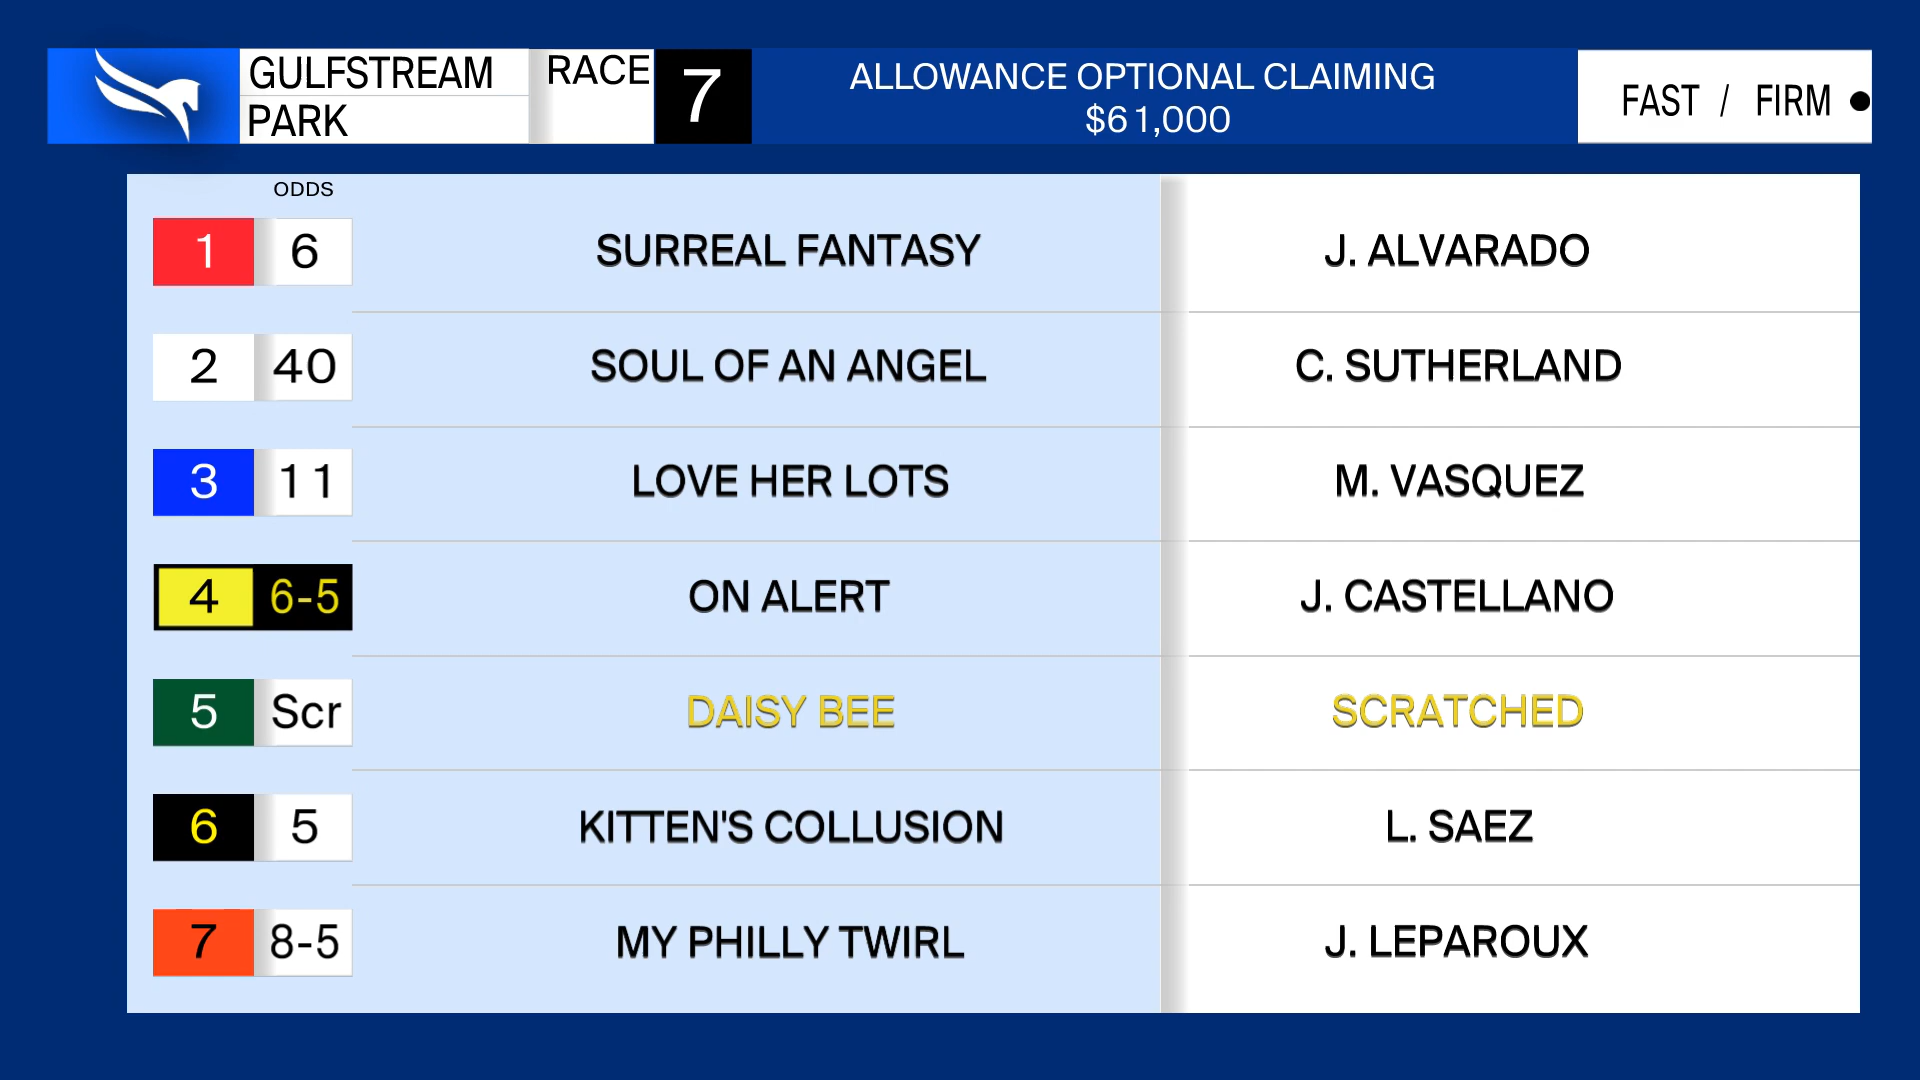 GULFSTREAM PARK RACE 7
ALLOWANCE OPTIONAL CLAIMING
$61,000
FAST / FIRM
ODDS
1 6 SURREAL FANTASY J. ALVARADO
2 40 SOUL OF AN ANGEL C. SUTHERLAND
3 11 LOVE HER LOTS M. VASQUEZ
4 6-5 ON ALERT J. CASTELLANO
5 Scr DAISY BEE SCRATCHED
6 5 KITTEN'S COLLUSION L. SAEZ
7 8-5 MY PHILLY TWIRL J. LEPAROUX